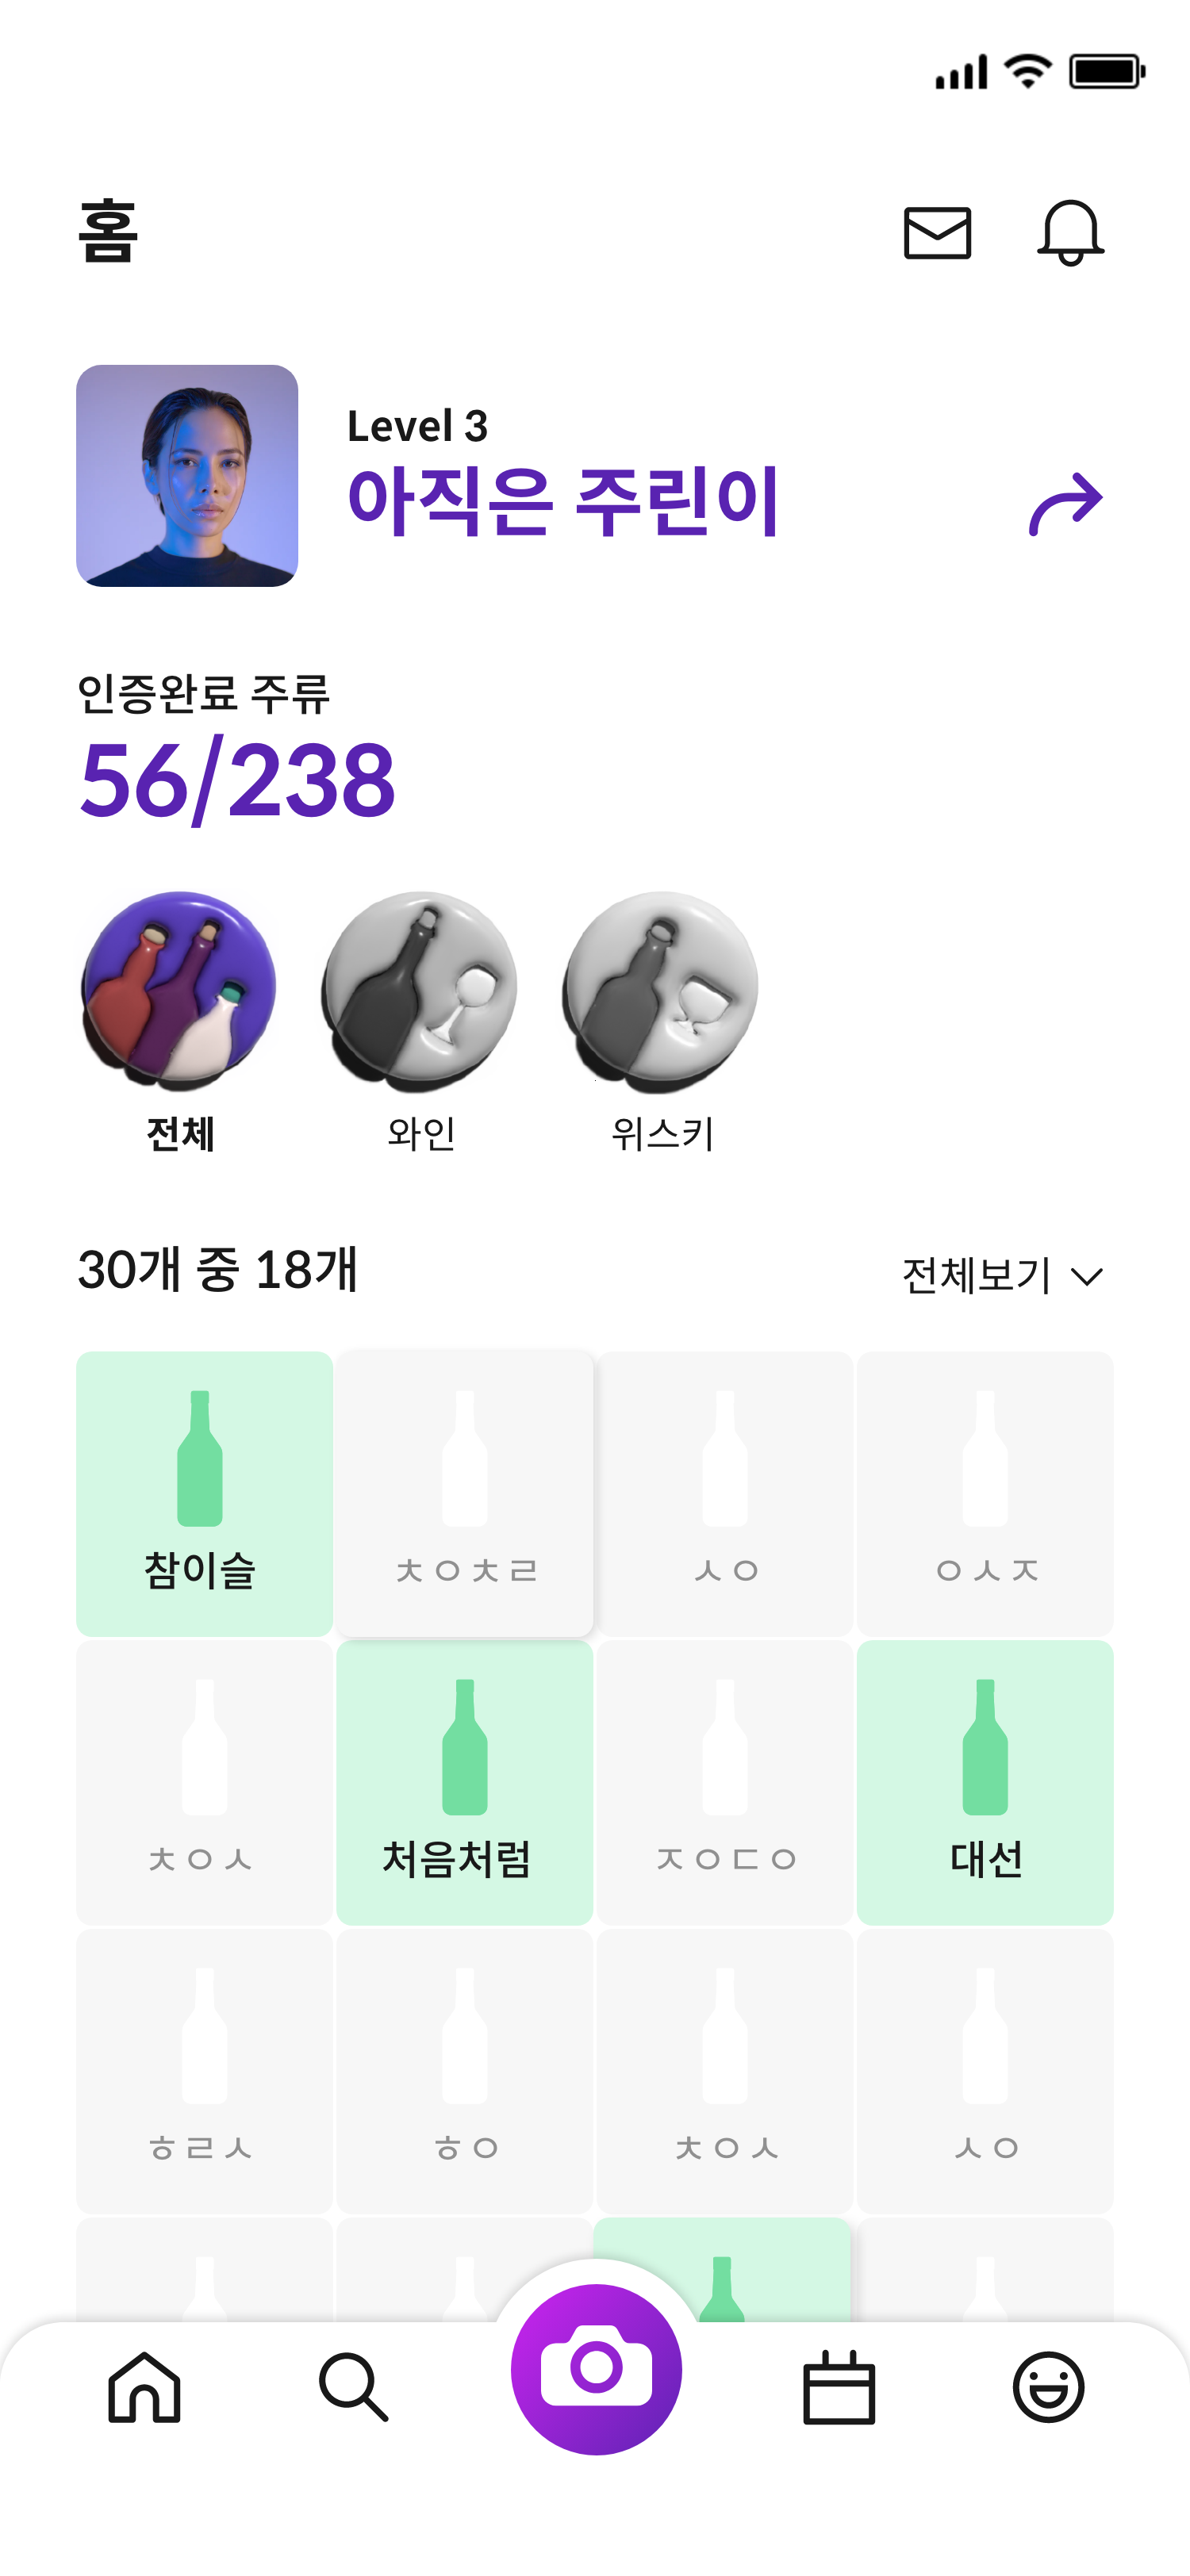 홈
Level 3
아직은 주린이
인증완료 주류
56/238
전체
와인
위스키
30개 중 18개
전체보기
참이슬
ㅊㅇㅊㄹ
ㅅㅇ
ㅇㅅㅈ
ㅊㅇㅅ
처음처럼
ㅈㅇㄷㅇ
대선
ㅎㄹㅅ
ㅎㅇ
ㅊㅇㅅ
ㅅㅇ